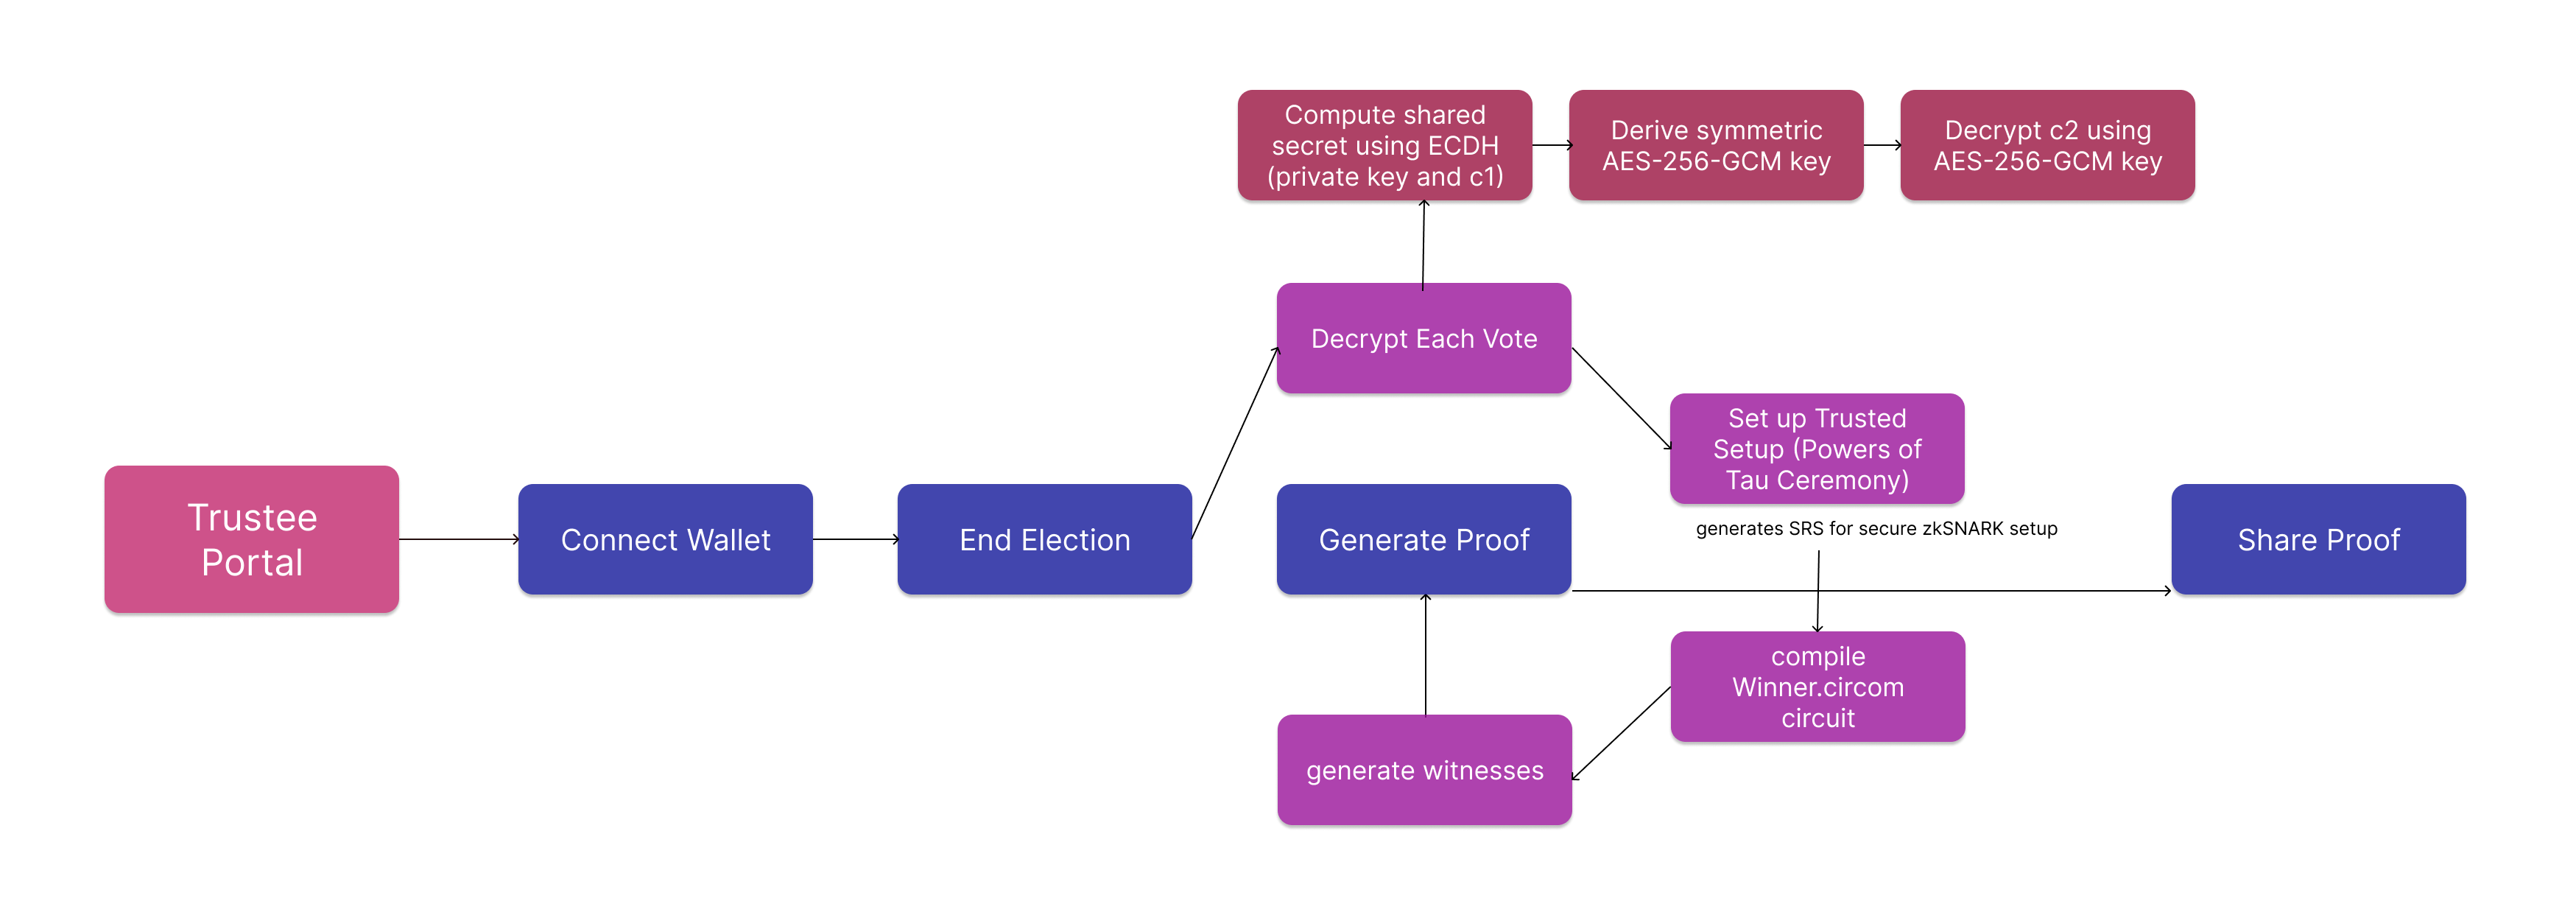 Compute shared
secret using ECDH
(private key and c1)
Derive symmetric
AES-256-GCM key
Decrypt c2 using
AES-256-GCM key
Decrypt Each Vote
Set up Trusted
Setup (Powers of
Tau Ceremony)
Trustee
Portal
Connect Wallet
End Election
Generate Proof
generates SRS for secure zkSNARK setup
Share Proof
compile
Winner.circom
circuit
generate witnesses